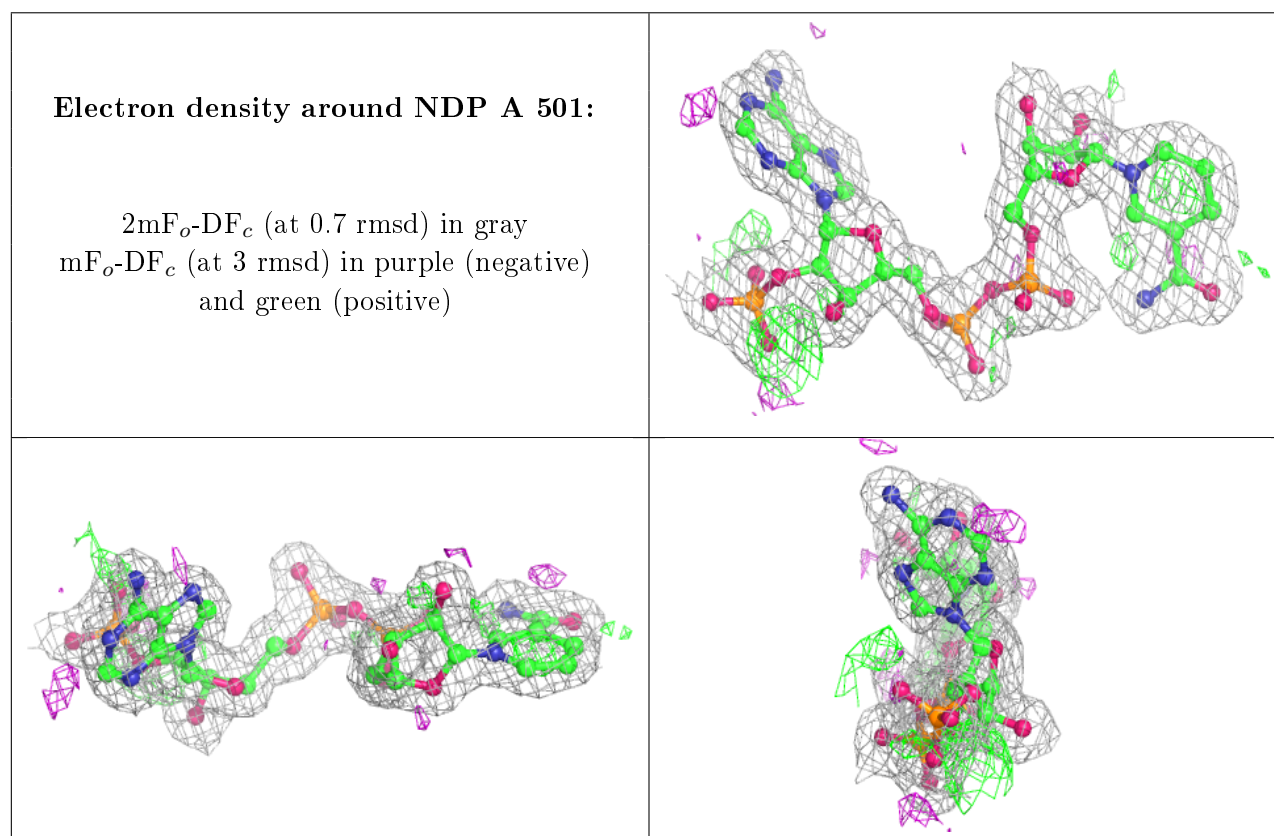 Electron density around NDP A 501:
2mFo-DFc (at 0.7 rmsd) in gray
mFo-DFc (at 3 rmsd) in purple (negative)
and green (positive)